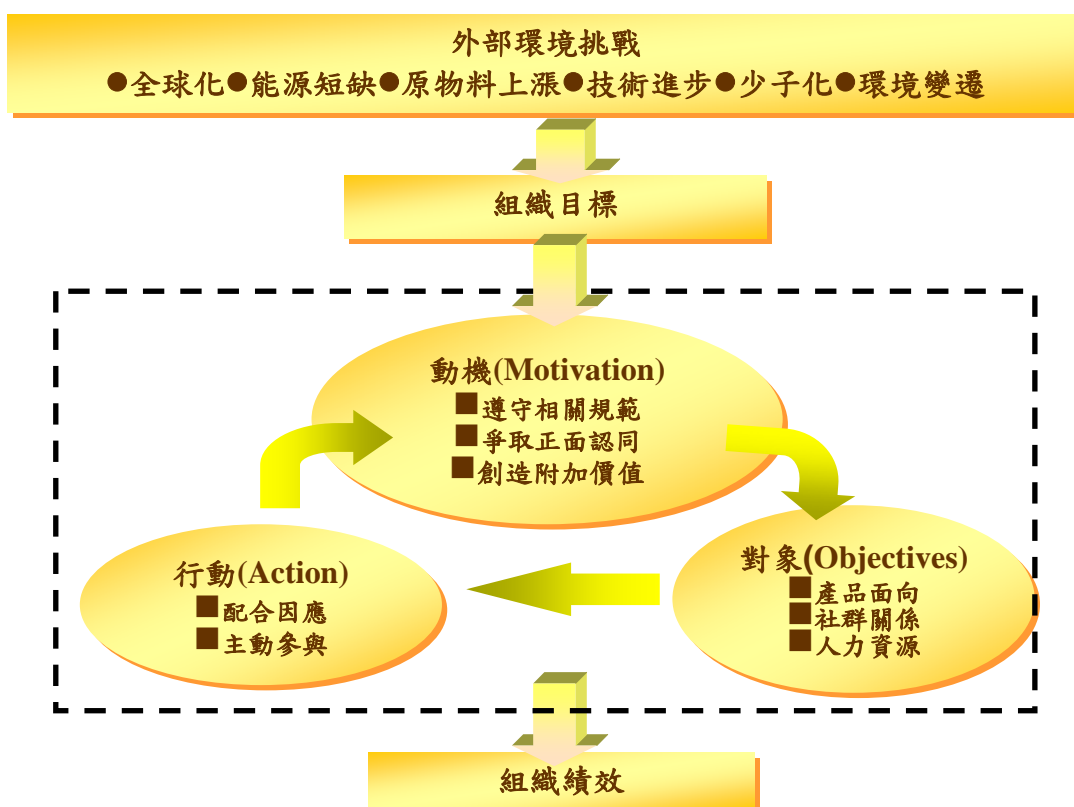 外部環境挑戰
●全球化●能源短缺●原物料上漲●技術進步●少子化●環境變遷
組織目標
動機(Motivation)
■遵守相關規範
■爭取正面認同
■創造附加價值
對象(Objectives)
■產品面向
■社群關係
■人力資源
行動(Action)
■配合因應
■主動參與
組織績效